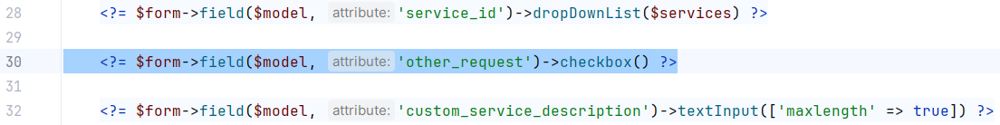 28 <?= $form->field($model, attribute: 'service_id')->dropDownList($services) ?>
29
30 <?= $form->field($model, attribute: 'other_request')->checkbox() ?>
31
32 <?= $form->field($model, attribute: 'custom_service_description')->textInput(['maxlength' => true]) ?>